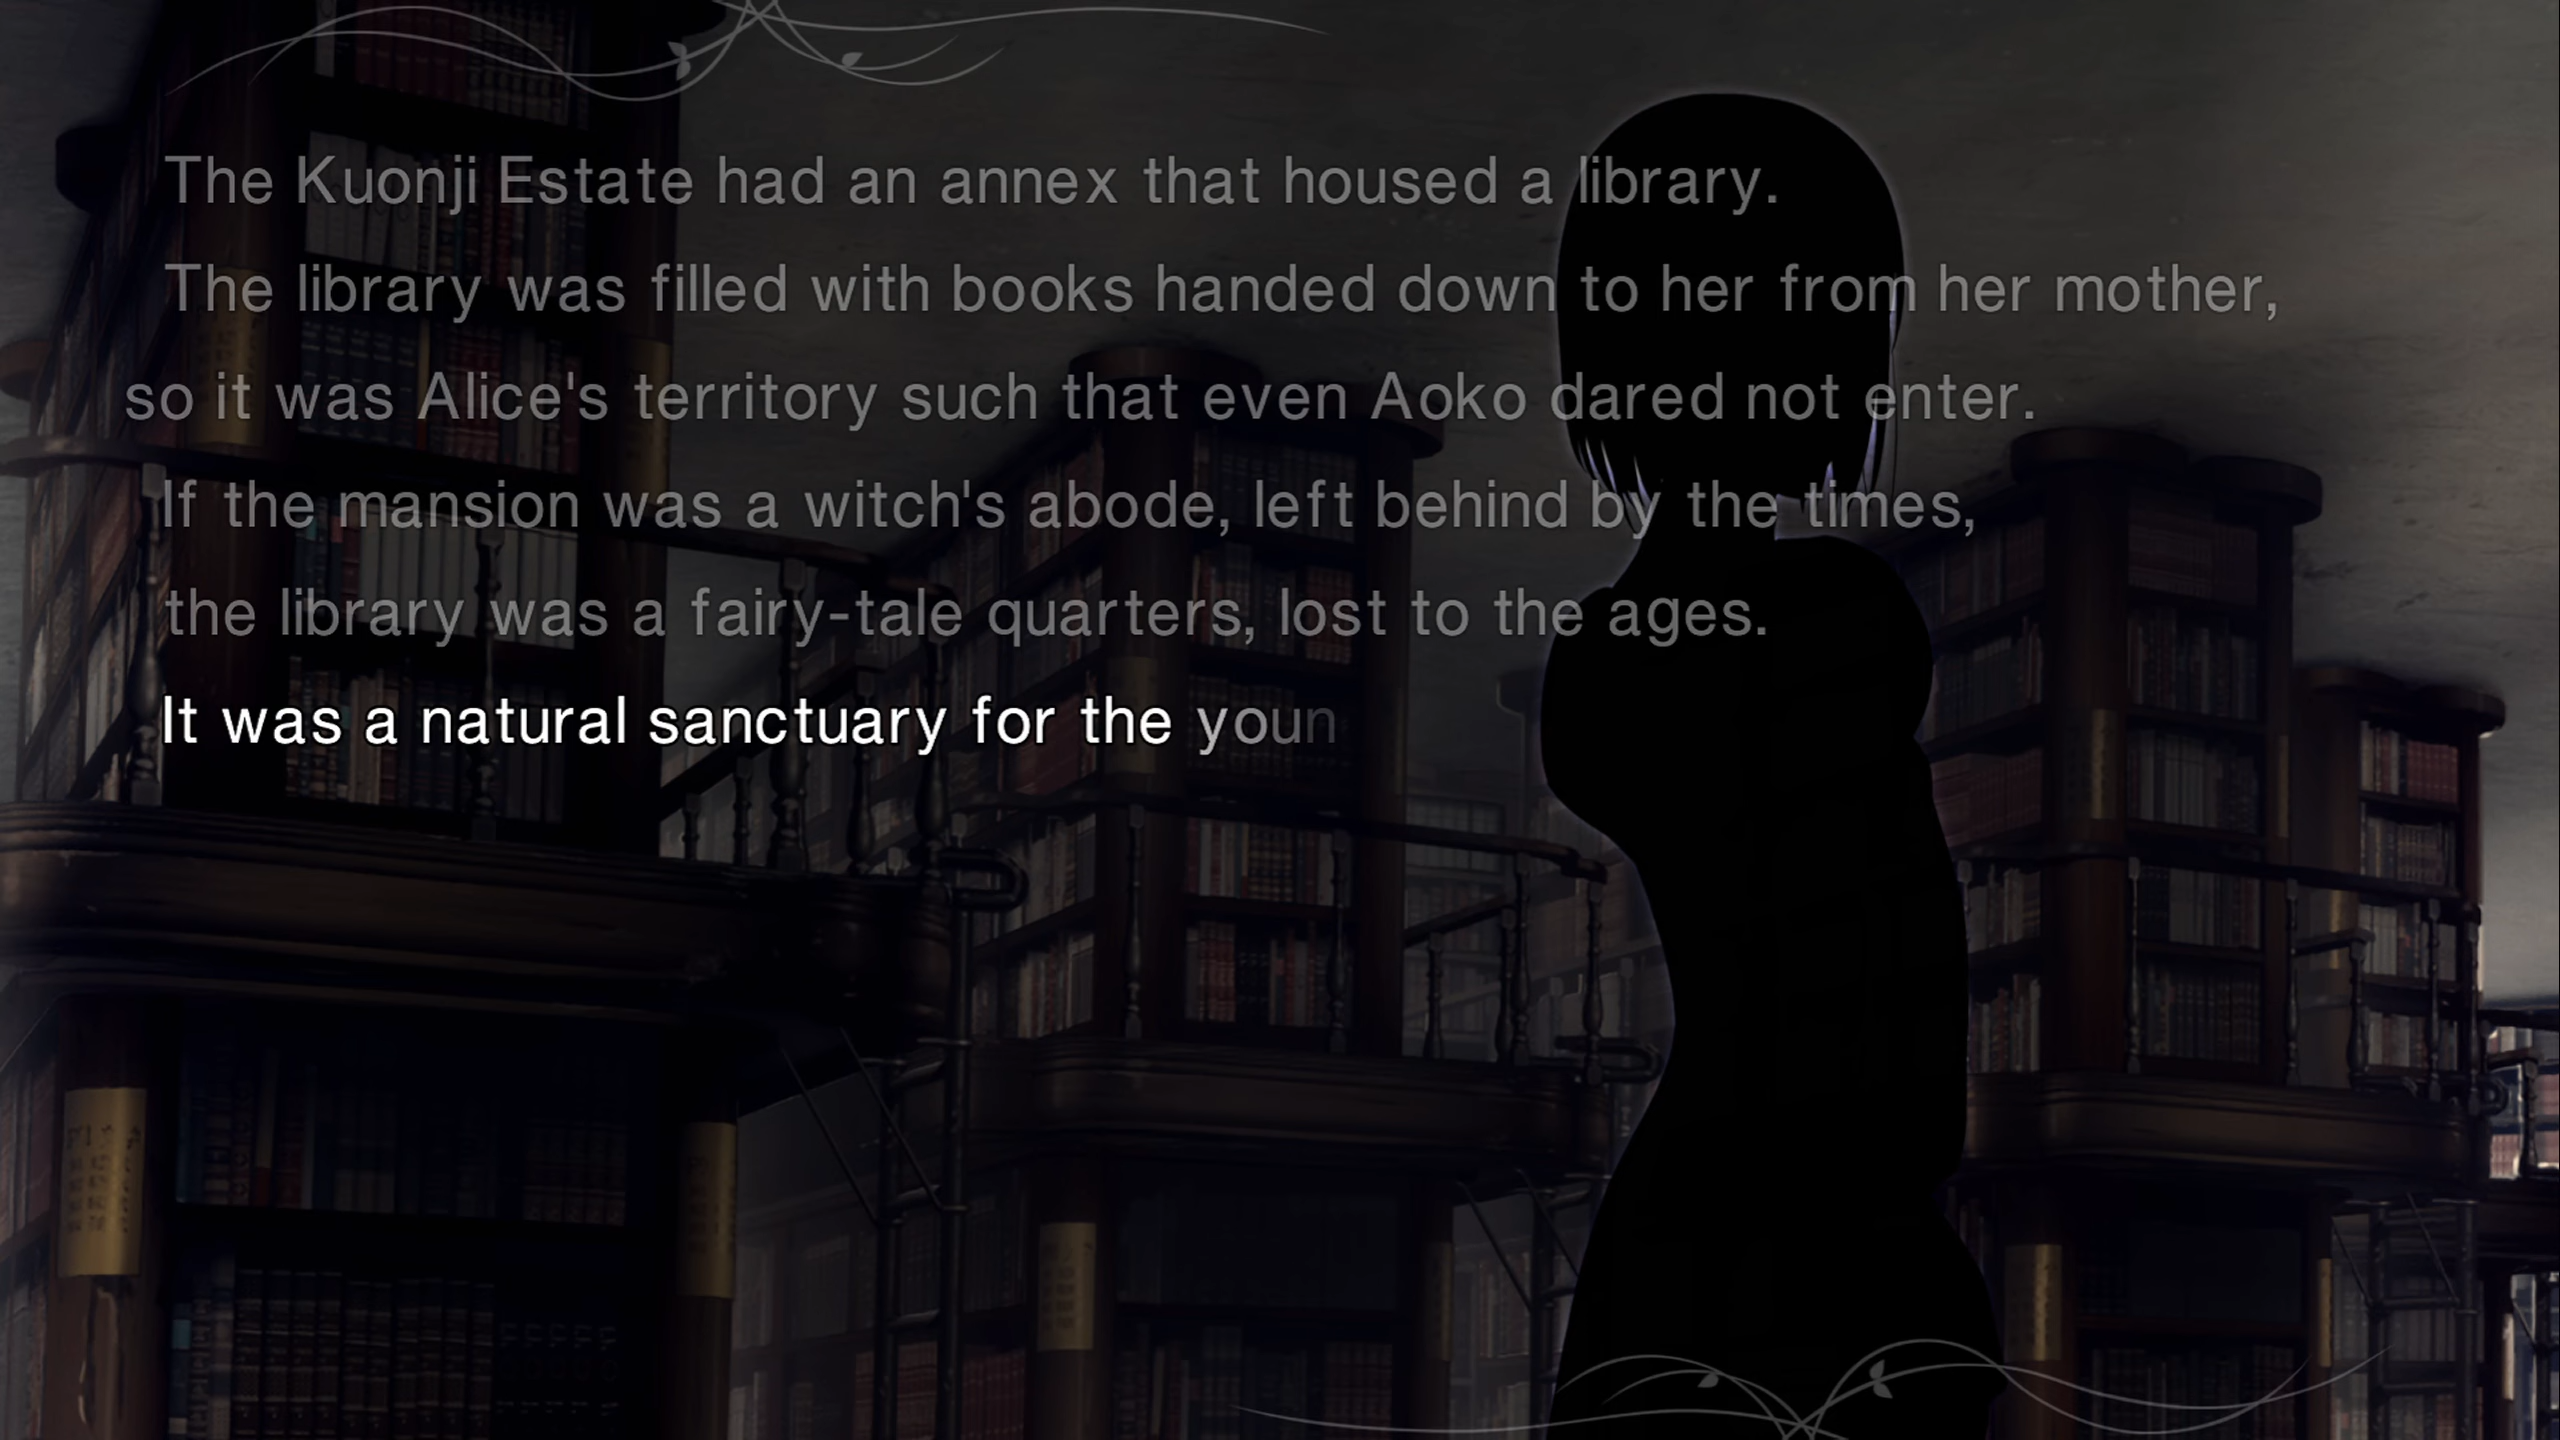 The Kuonji Estate had an annex that housed a library.
The library was filled with books handed down to her from her mother,
so it was Alice's territory such that even Aoko dared not enter.
If the mansion was a witch's abode, left behind by the times,
the library was a fairy-tale quarters, lost to the ages.
It was a natural sanctuary for the youn